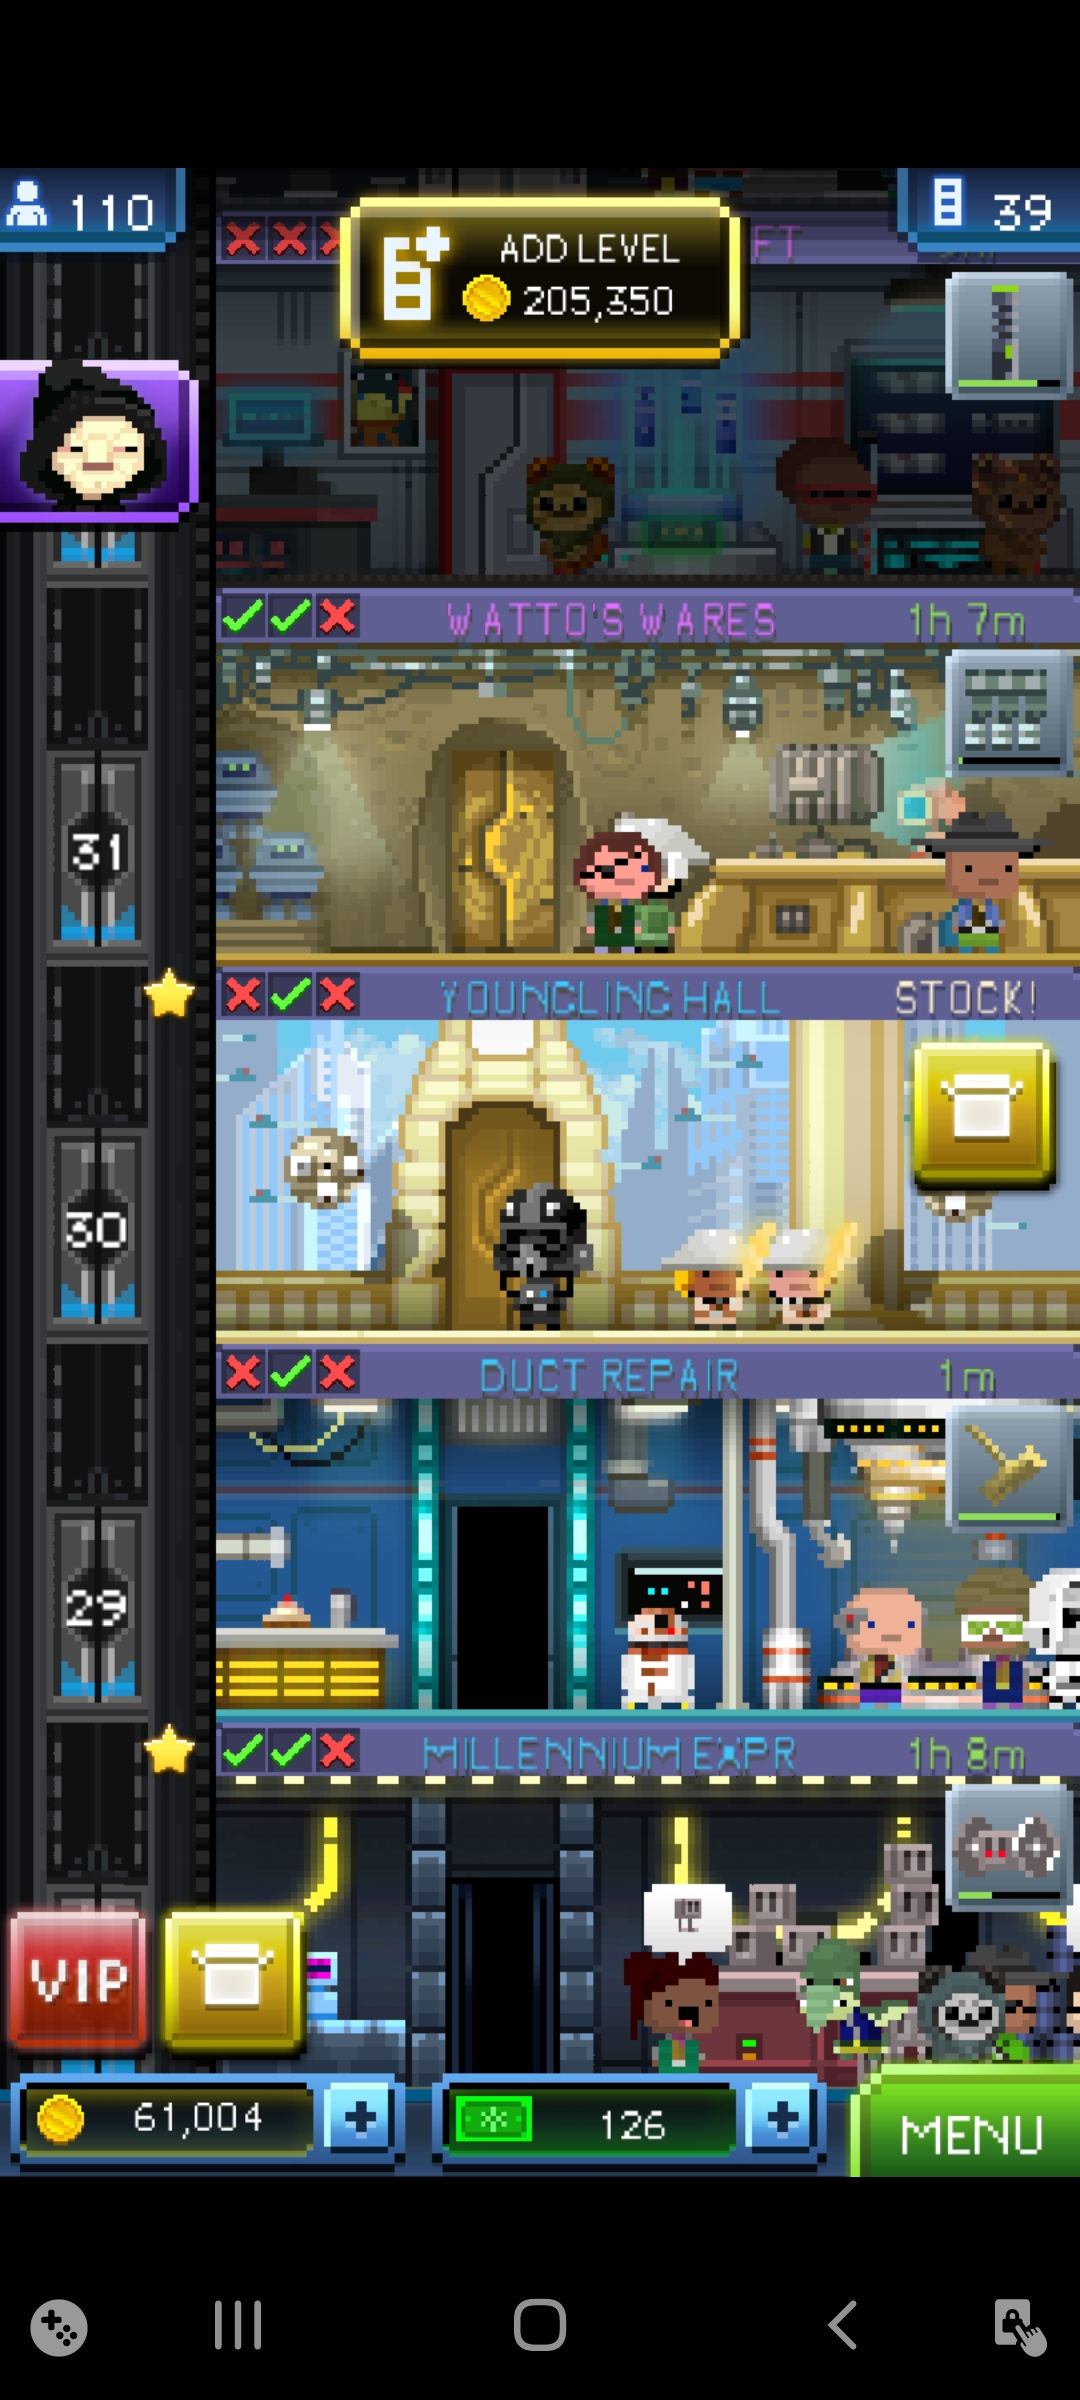 110
39
FT
ADD LEVEL
205,350
WATTO'S WARES
1h 7m
31
YOUNGLING HALL
STOCK!
30
DUCT REPAIR
1m
29
MILLENNIUM EXPR
1h 8m
VIP
61,004
126
MENU